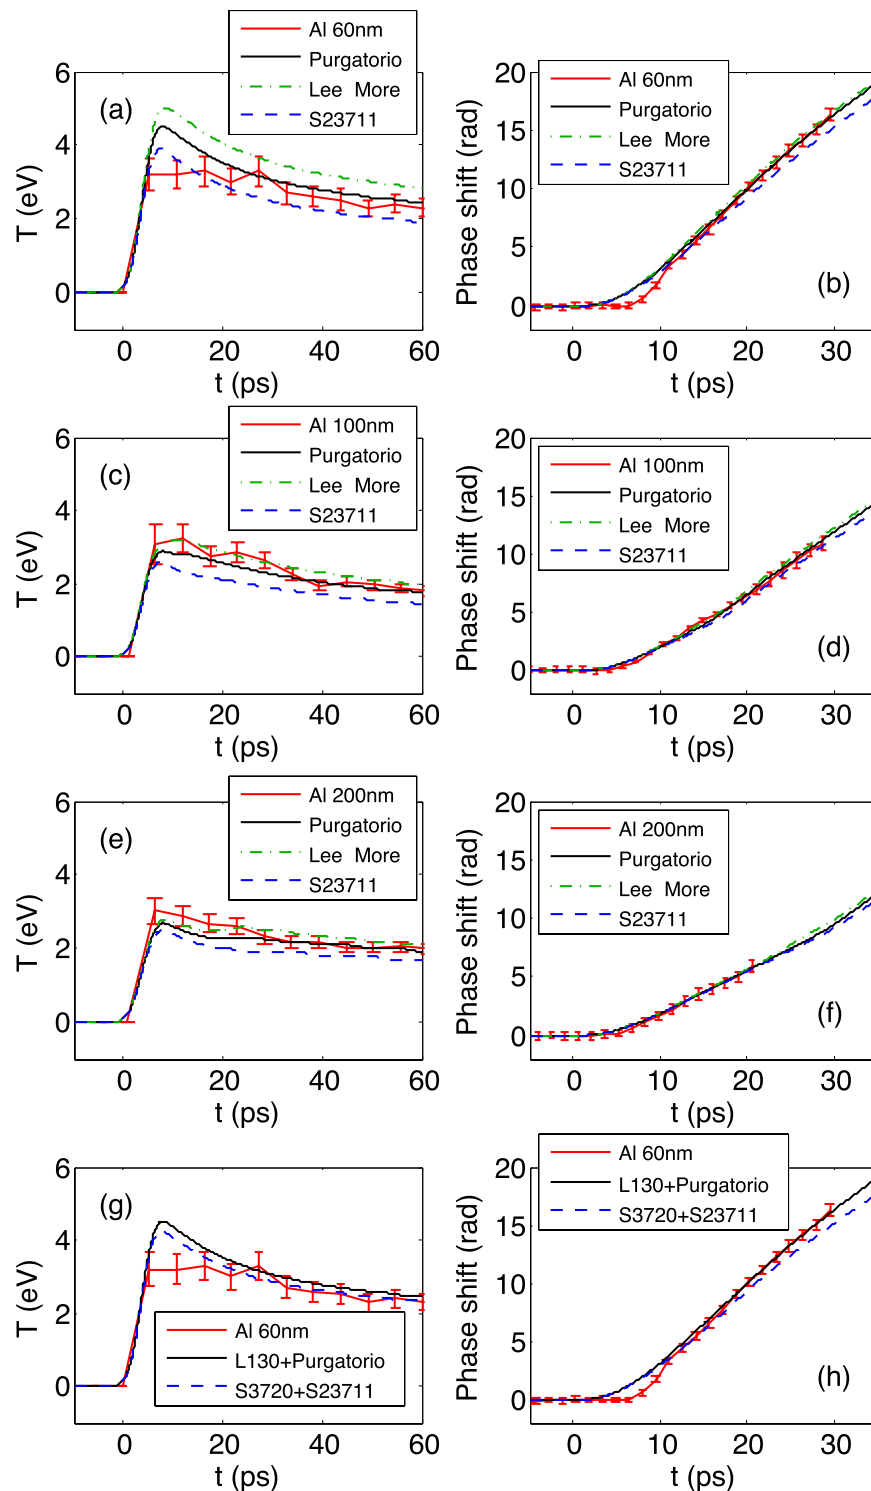 Al 60nm
Purgatorio
Lee More
S23711
(a)
6
4
2
0
T (eV)
0 20 40 60
t (ps)
Al 60nm
Purgatorio
Lee More
S23711
(b)
20
15
10
5
0
Phase shift (rad)
0 10 20 30
t (ps)
Al 100nm
Purgatorio
Lee More
S23711
(c)
6
4
2
0
T (eV)
0 20 40 60
t (ps)
Al 100nm
Purgatorio
Lee More
S23711
(d)
20
15
10
5
0
Phase shift (rad)
0 10 20 30
t (ps)
Al 200nm
Purgatorio
Lee More
S23711
(e)
6
4
2
0
T (eV)
0 20 40 60
t (ps)
Al 200nm
Purgatorio
Lee More
S23711
(f)
20
15
10
5
0
Phase shift (rad)
0 10 20 30
t (ps)
(g)
6
4
2
0
T (eV)
Al 60nm
L130+Purgatorio
S3720+S23711
0 20 40 60
t (ps)
Al 60nm
L130+Purgatorio
S3720+S23711
(h)
20
15
10
5
0
Phase shift (rad)
0 10 20 30
t (ps)